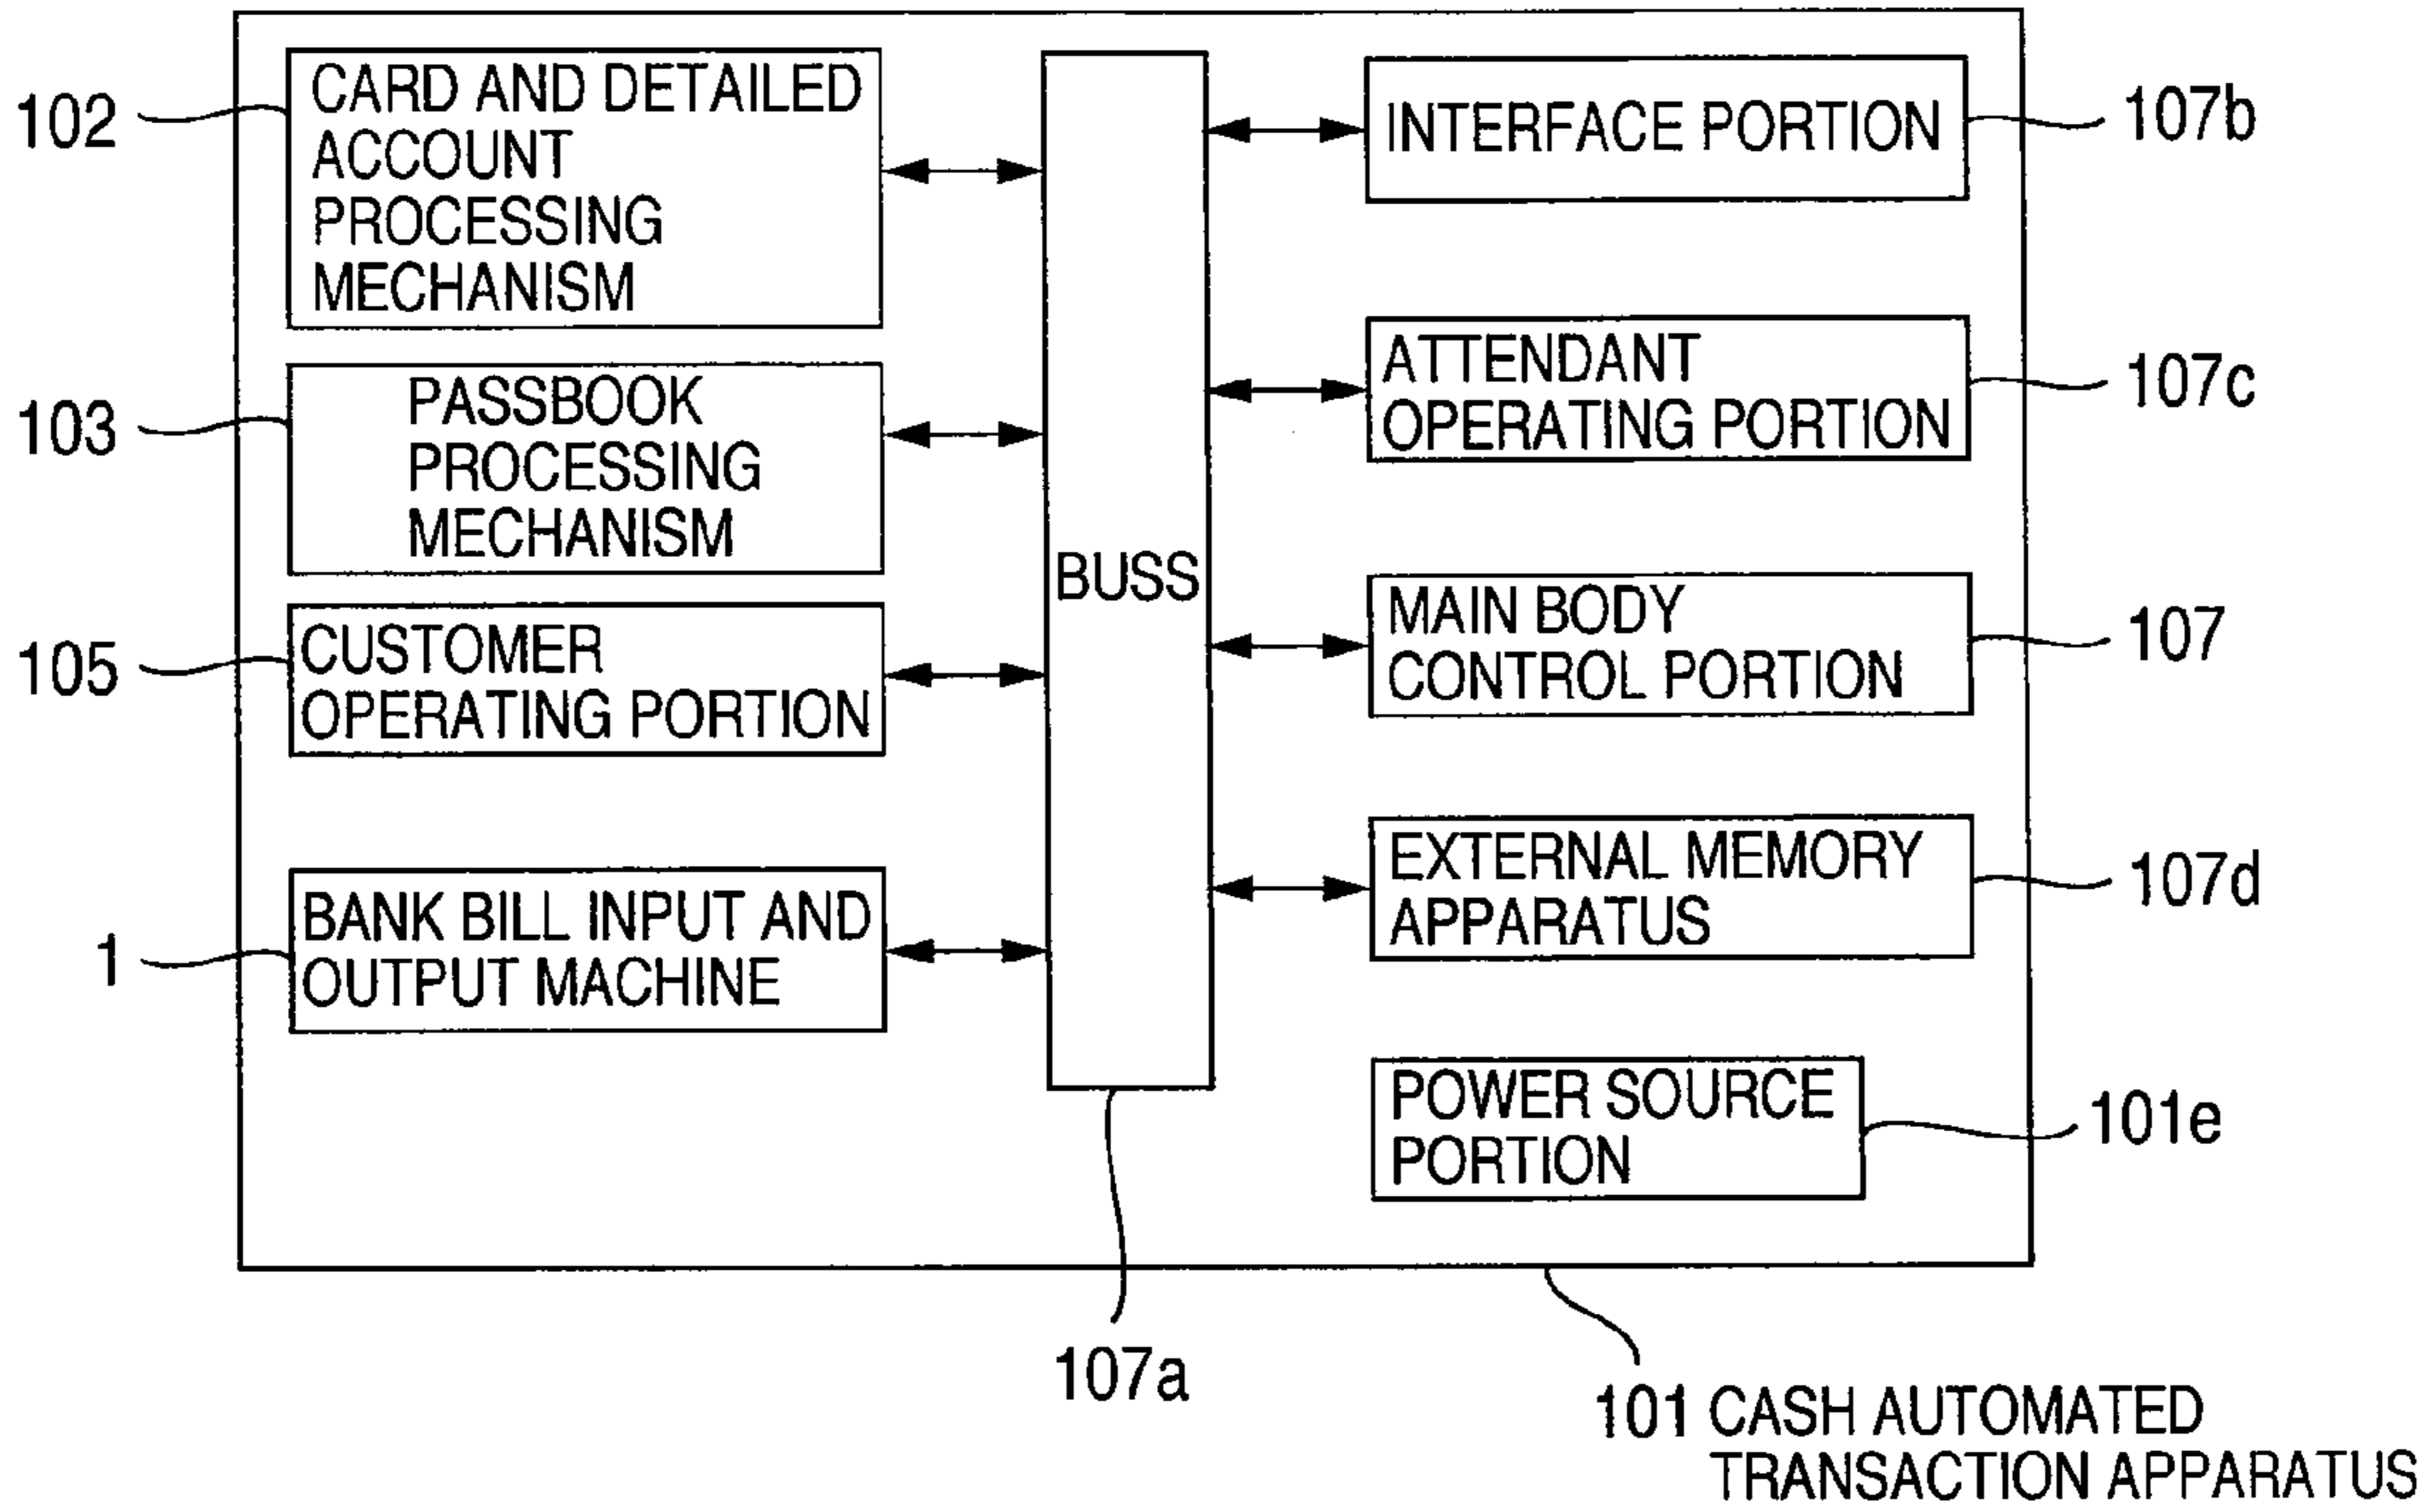 102
CARD AND DETAILED
ACCOUNT
PROCESSING
MECHANISM
103
PASSBOOK
PROCESSING
MECHANISM
105
CUSTOMER
OPERATING PORTION
1
BANK BILL INPUT AND
OUTPUT MACHINE
BUSS
107a
INTERFACE PORTION
107b
ATTENDANT
OPERATING PORTION
107c
MAIN BODY
CONTROL PORTION
107
EXTERNAL MEMORY
APPARATUS
107d
POWER SOURCE
PORTION
101e
101 CASH AUTOMATED
TRANSACTION APPARATUS